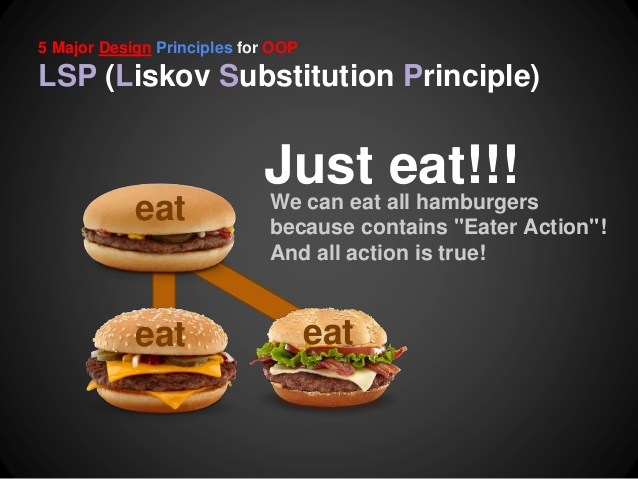 5 Major Design Principles for OOP
LSP (Liskov Substitution Principle)
Just eat!!!
We can eat all hamburgers
because contains "Eater Action"!
And all action is true!
eat
eat
eat